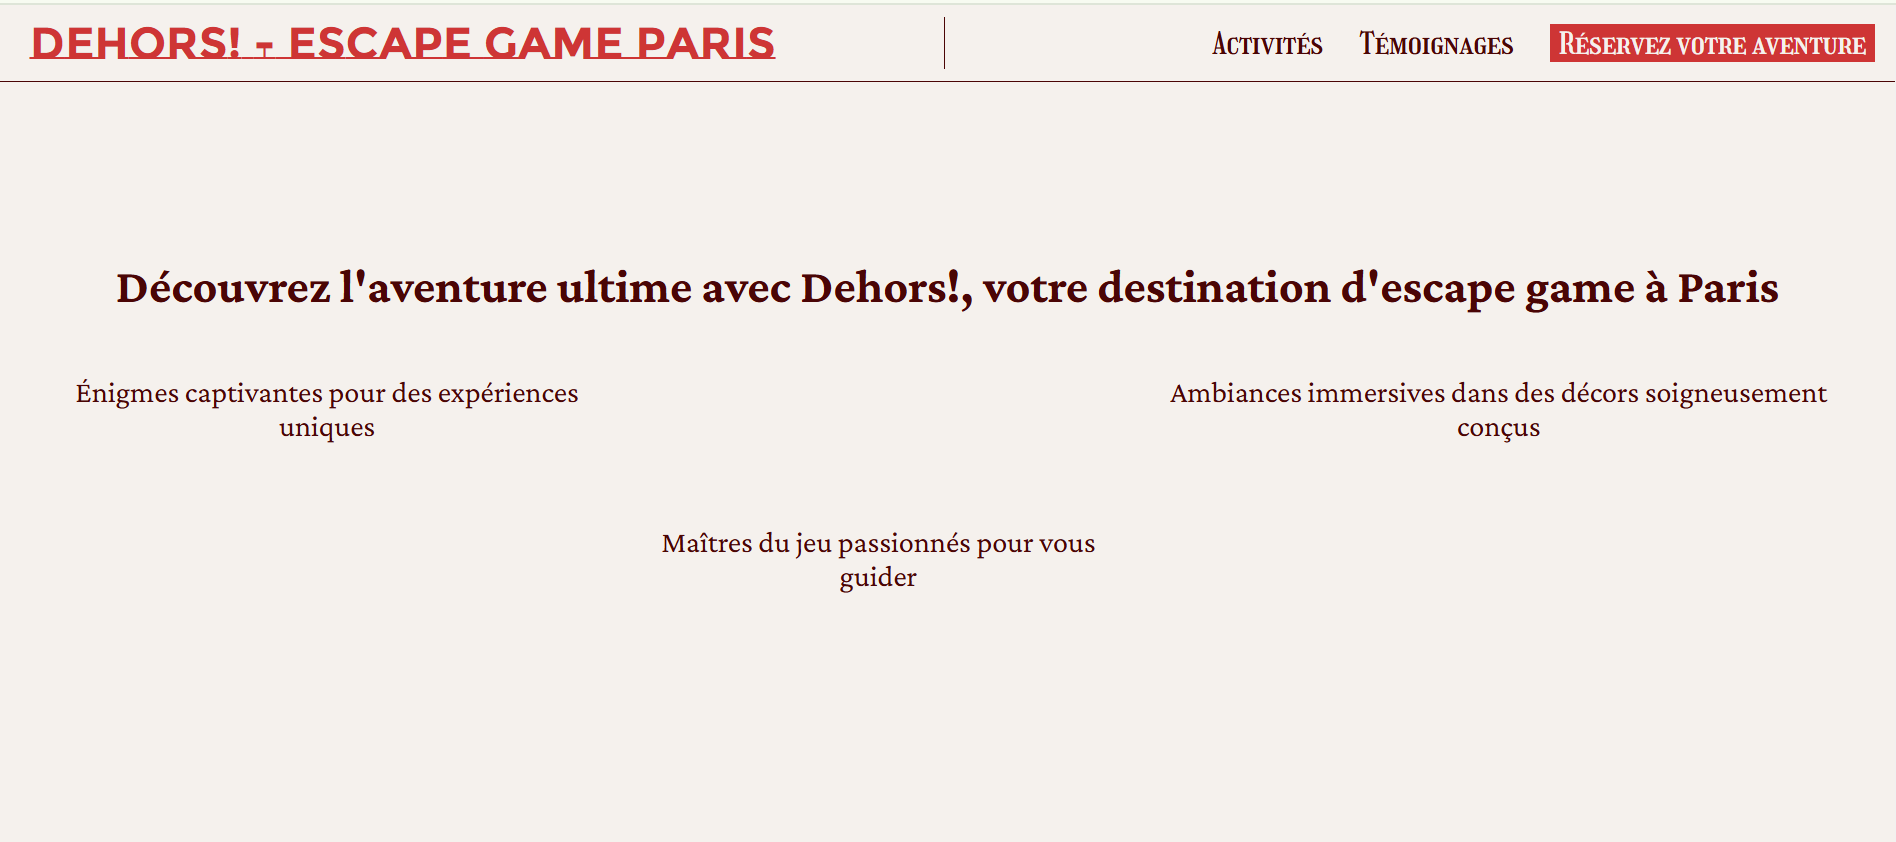 DEHORS! - ESCAPE GAME PARIS
Activités
Témoignages
Réservez votre aventure
Découvrez l'aventure ultime avec Dehors!, votre destination d'escape game à Paris
Énigmes captivantes pour des expériences
uniques
Ambiances immersives dans des décors soigneusement
conçus
Maîtres du jeu passionnés pour vous
guider